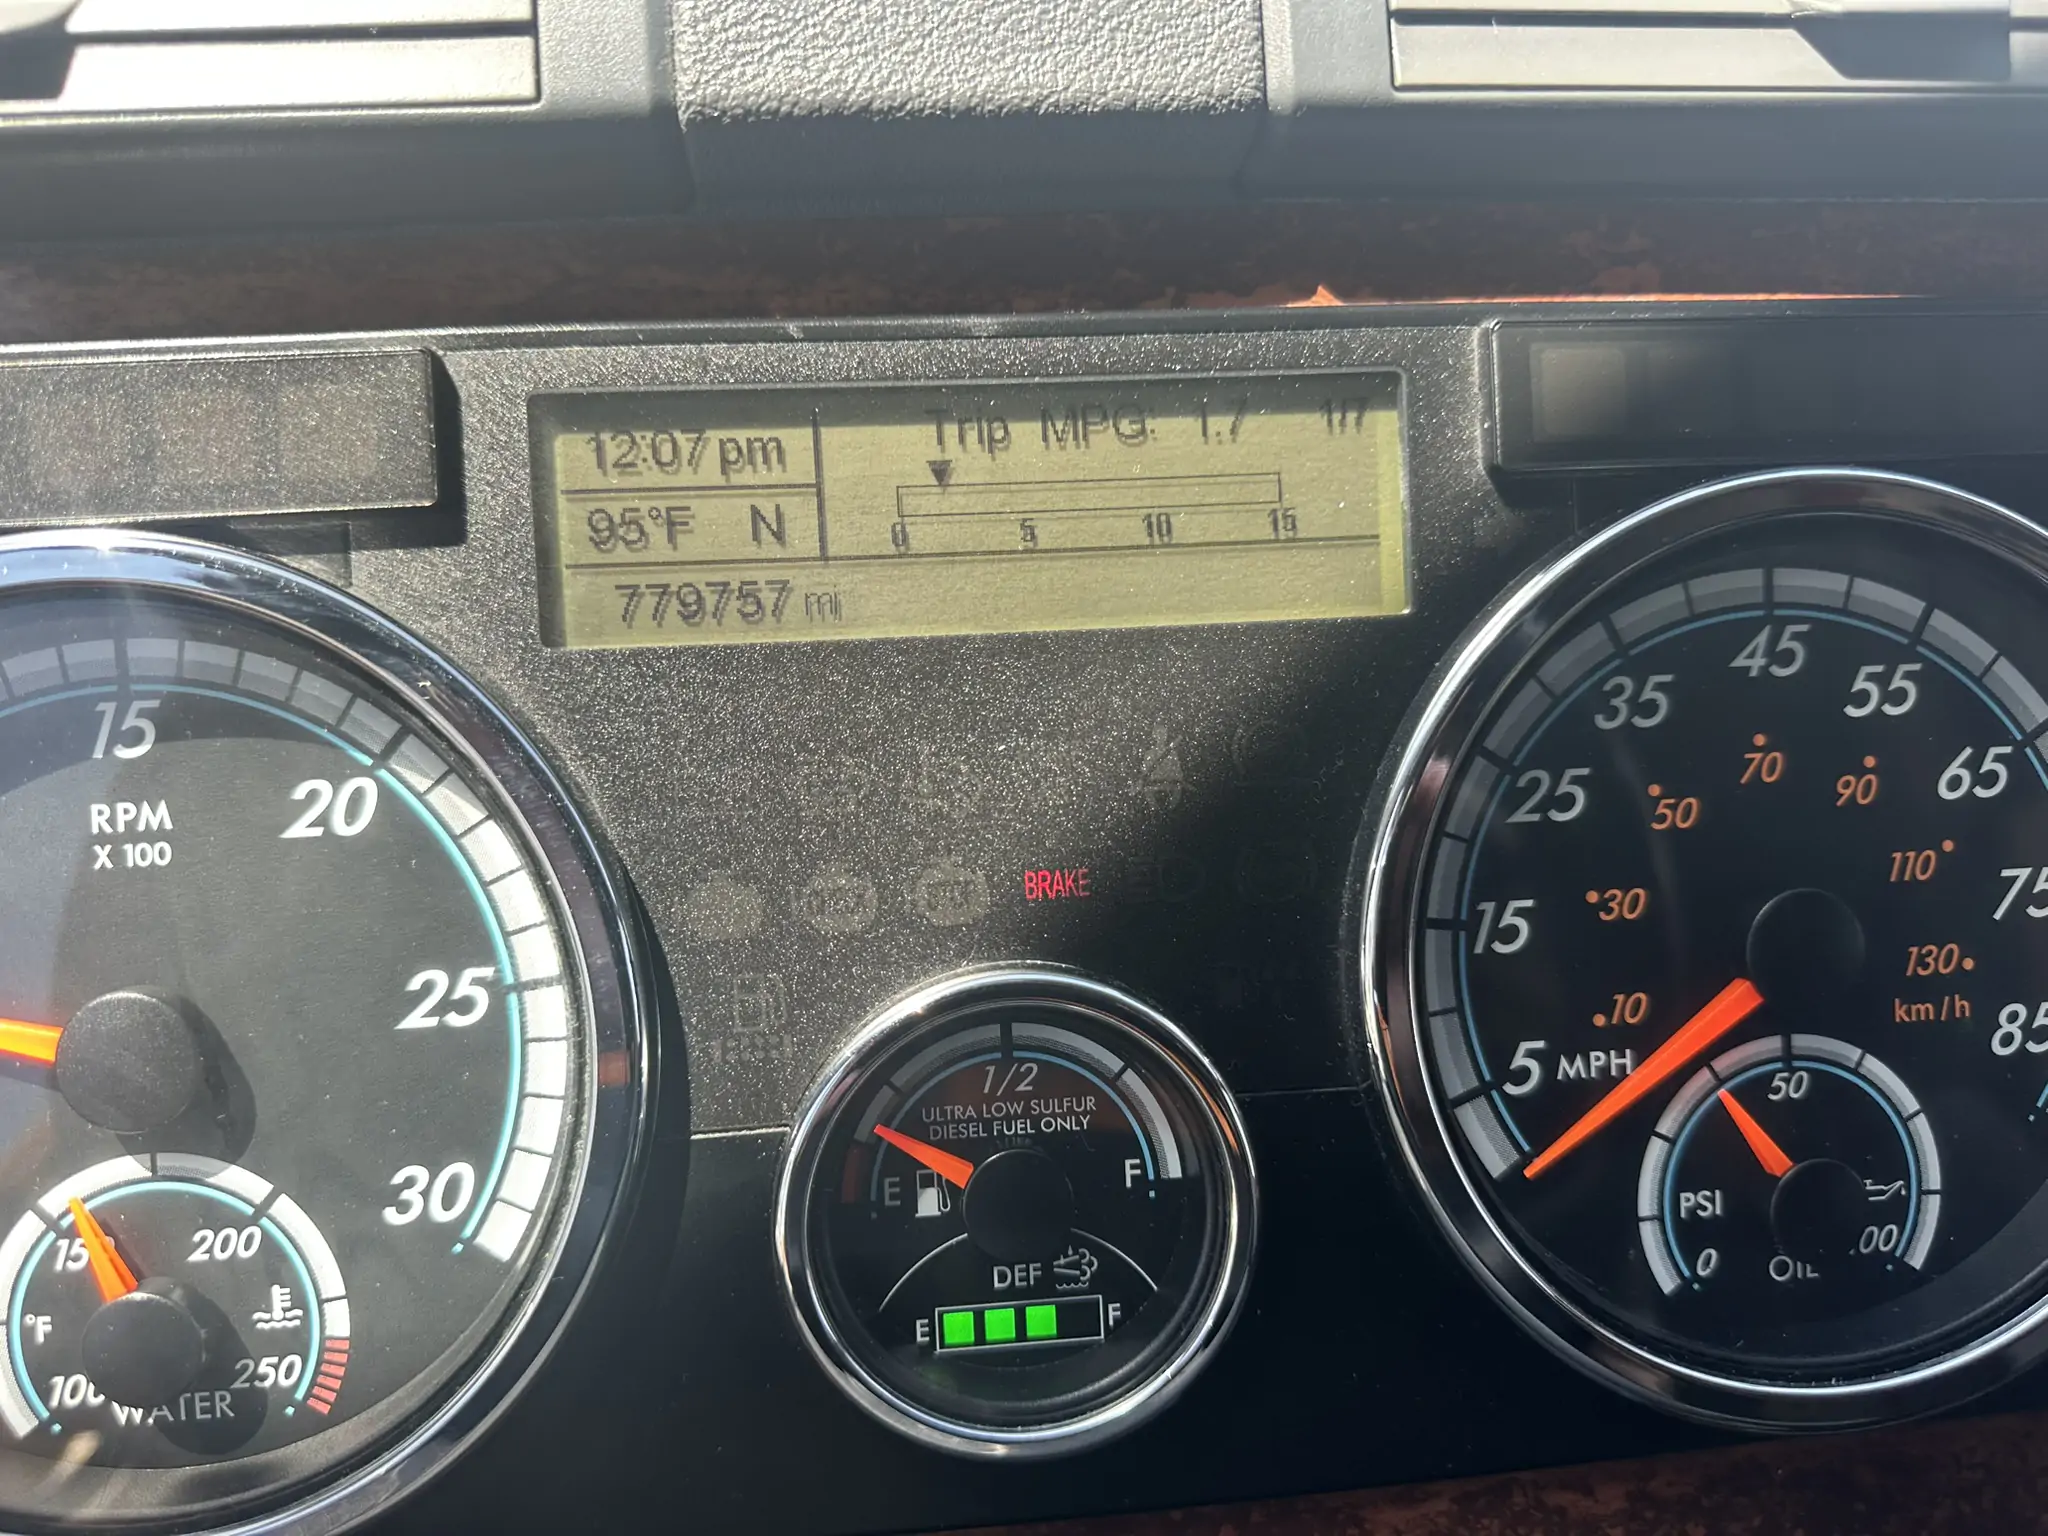 12:07 pm
Trip MPG: 1.7 1/7
95°F N
0 5 10 15
779757 mi
15
20
25
30
RPM
X 100
150
200
250
°F
WATER
BRAKE
1/2
ULTRA LOW SULFUR
DIESEL FUEL ONLY
E F
DEF
E F
5
15
25
35
45
55
65
75
85
MPH
10
30
50
70
90
110
130
km/h
50
PSI
0
OIL